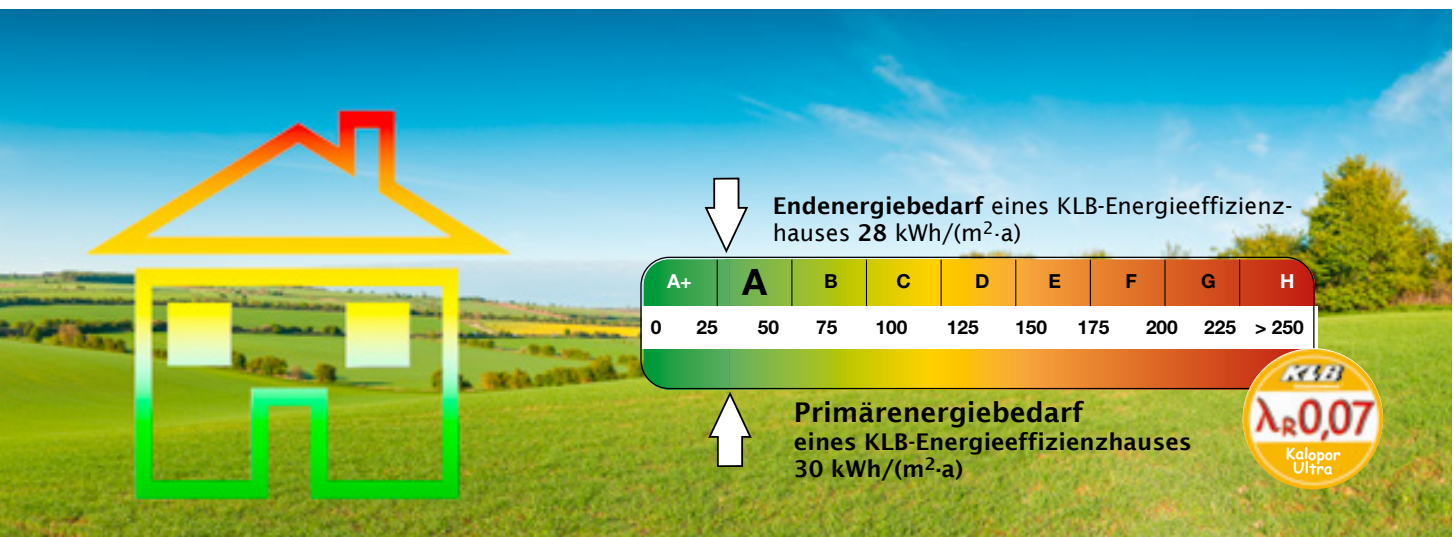 Endenergiebedarf eines KLB-Energieeffizienz-
hauses 28 kWh/(m²·a)
A+ A B C D E F G H
0 25 50 75 100 125 150 175 200 225 > 250
Primärenergiebedarf
eines KLB-Energieeffizienzhauses
30 kWh/(m²·a)
KLB
λR0,07
Kalopor
Ultra